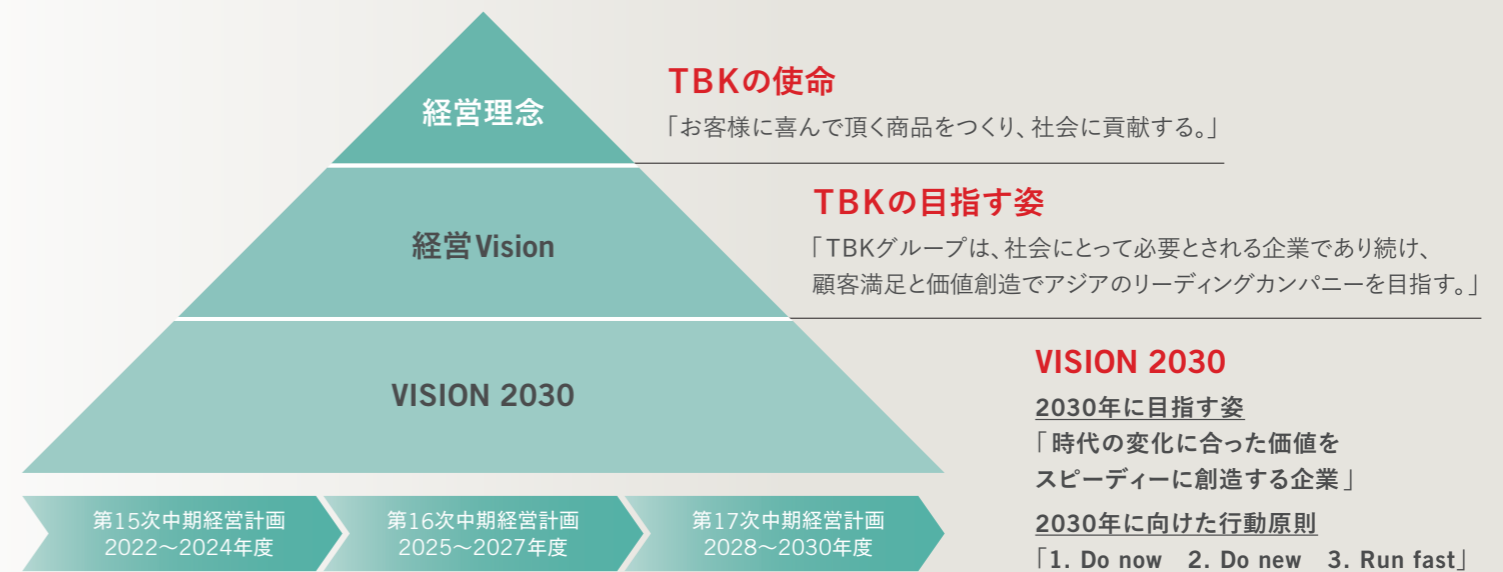 経営理念
TBKの使命
「お客様に喜んで頂く商品をつくり、社会に貢献する。」
経営Vision
TBKの目指す姿
「TBKグループは、社会にとって必要とされる企業であり続け、
顧客満足と価値創造でアジアのリーディングカンパニーを目指す。」
VISION 2030
VISION 2030
2030年に目指す姿
「時代の変化に合った価値を
スピーディーに創造する企業」
2030年に向けた行動原則
「1. Do now 2. Do new 3. Run fast」
第15次中期経営計画
2022～2024年度
第16次中期経営計画
2025～2027年度
第17次中期経営計画
2028～2030年度